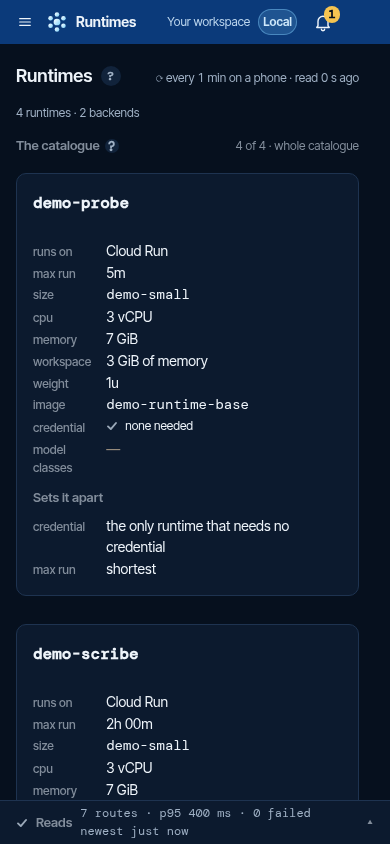 Runtimes
Your workspace
Local
1
Runtimes ?
⟳ every 1 min on a phone · read 0 s ago
4 runtimes · 2 backends
The catalogue ?
4 of 4 · whole catalogue
demo-probe
runs on Cloud Run
max run 5m
size demo-small
cpu 3 vCPU
memory 7 GiB
workspace 3 GiB of memory
weight 1u
image demo-runtime-base
credential ✓ none needed
model —
classes
Sets it apart
credential the only runtime that needs no
credential
max run shortest
demo-scribe
runs on Cloud Run
max run 2h 00m
size demo-small
cpu 3 vCPU
memory 7 GiB
✓ Reads 7 routes · p95 400 ms · 0 failed
newest just now